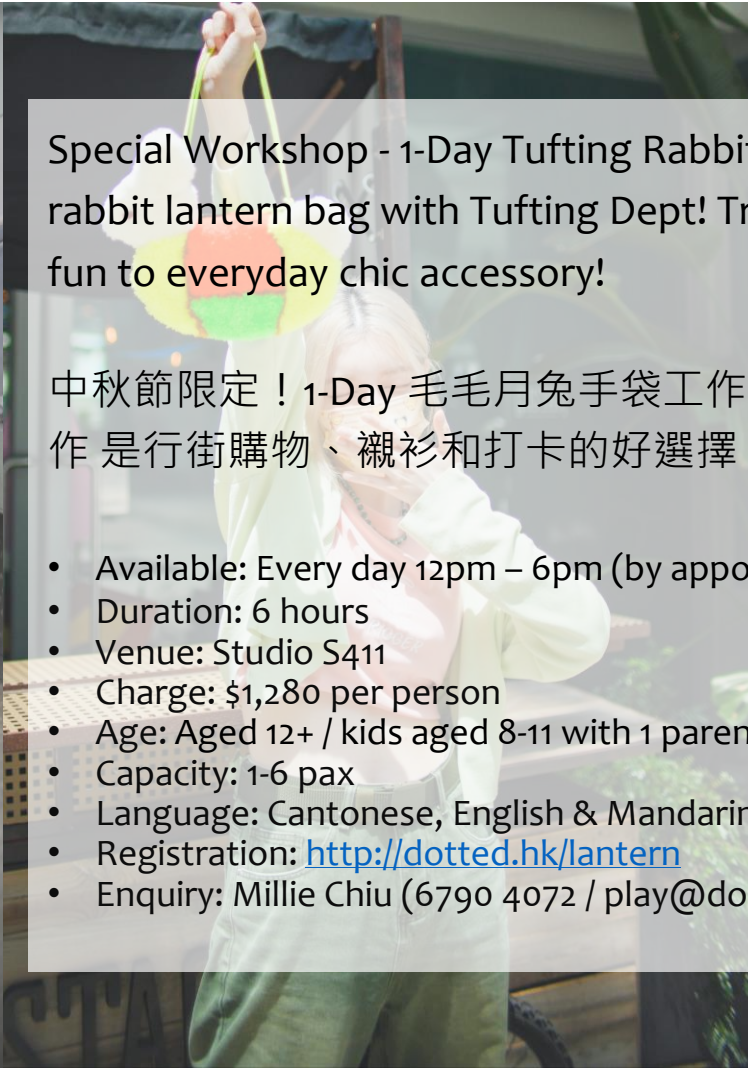 Special Workshop - 1-Day Tufting Rabbit
rabbit lantern bag with Tufting Dept! Tr
fun to everyday chic accessory!
中秋節限定！1-Day 毛毛月兔手袋工作
作 是行街購物、襯衫和打卡的好選擇
• Available: Every day 12pm – 6pm (by appo
• Duration: 6 hours
• Venue: Studio S411
• Charge: $1,280 per person
• Age: Aged 12+ / kids aged 8-11 with 1 paren
• Capacity: 1-6 pax
• Language: Cantonese, English & Mandarin
• Registration: http://dotted.hk/lantern
• Enquiry: Millie Chiu (6790 4072 / play@do
STA